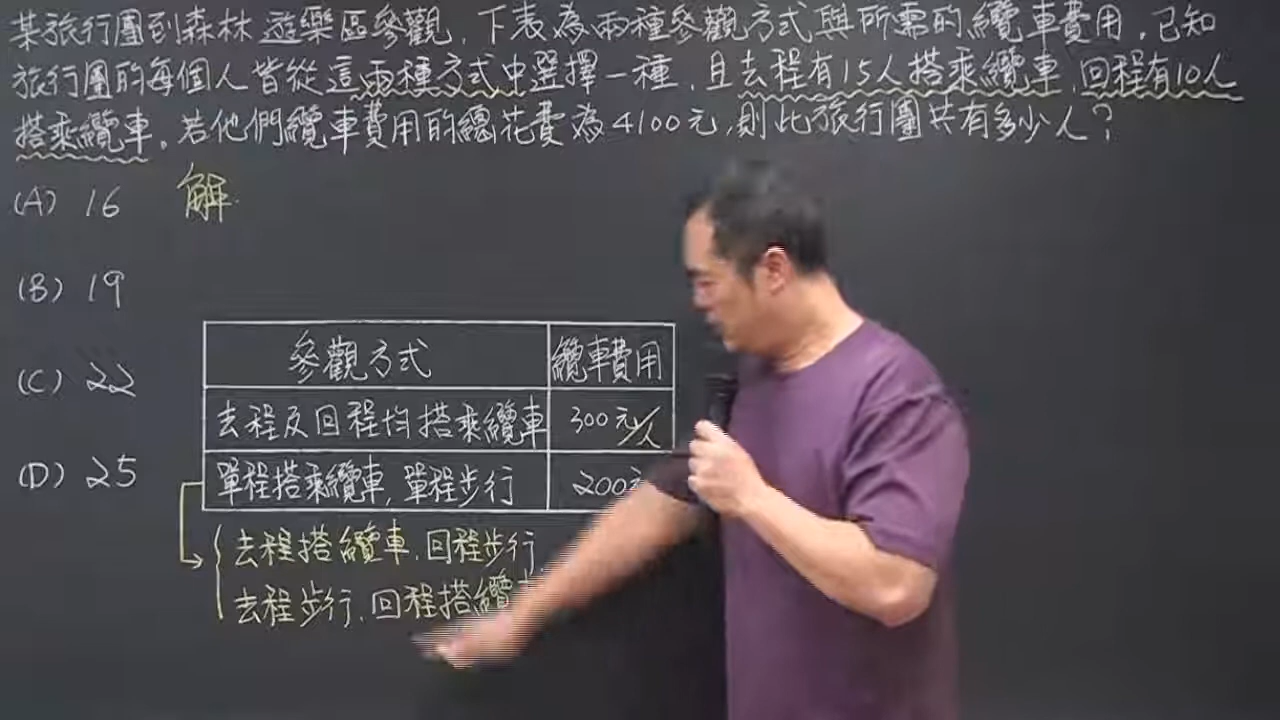 某旅行團到森林遊樂區參觀,下表為兩種參觀方式與所需的纜車費用,已知
旅行團的每個人皆從這兩種方式中選擇一種,且去程有15人搭乘纜車,回程有10人
搭乘纜車。若他們纜車費用的總花費為4100元,則此旅行團共有多少人?
(A) 16 解
(B) 19
(C) 22
(D) 25
參觀方式 纜車費用
去程及回程均搭乘纜車 300元/人
單程搭乘纜車,單程步行 200元
去程搭纜車,回程步行
去程步行,回程搭纜